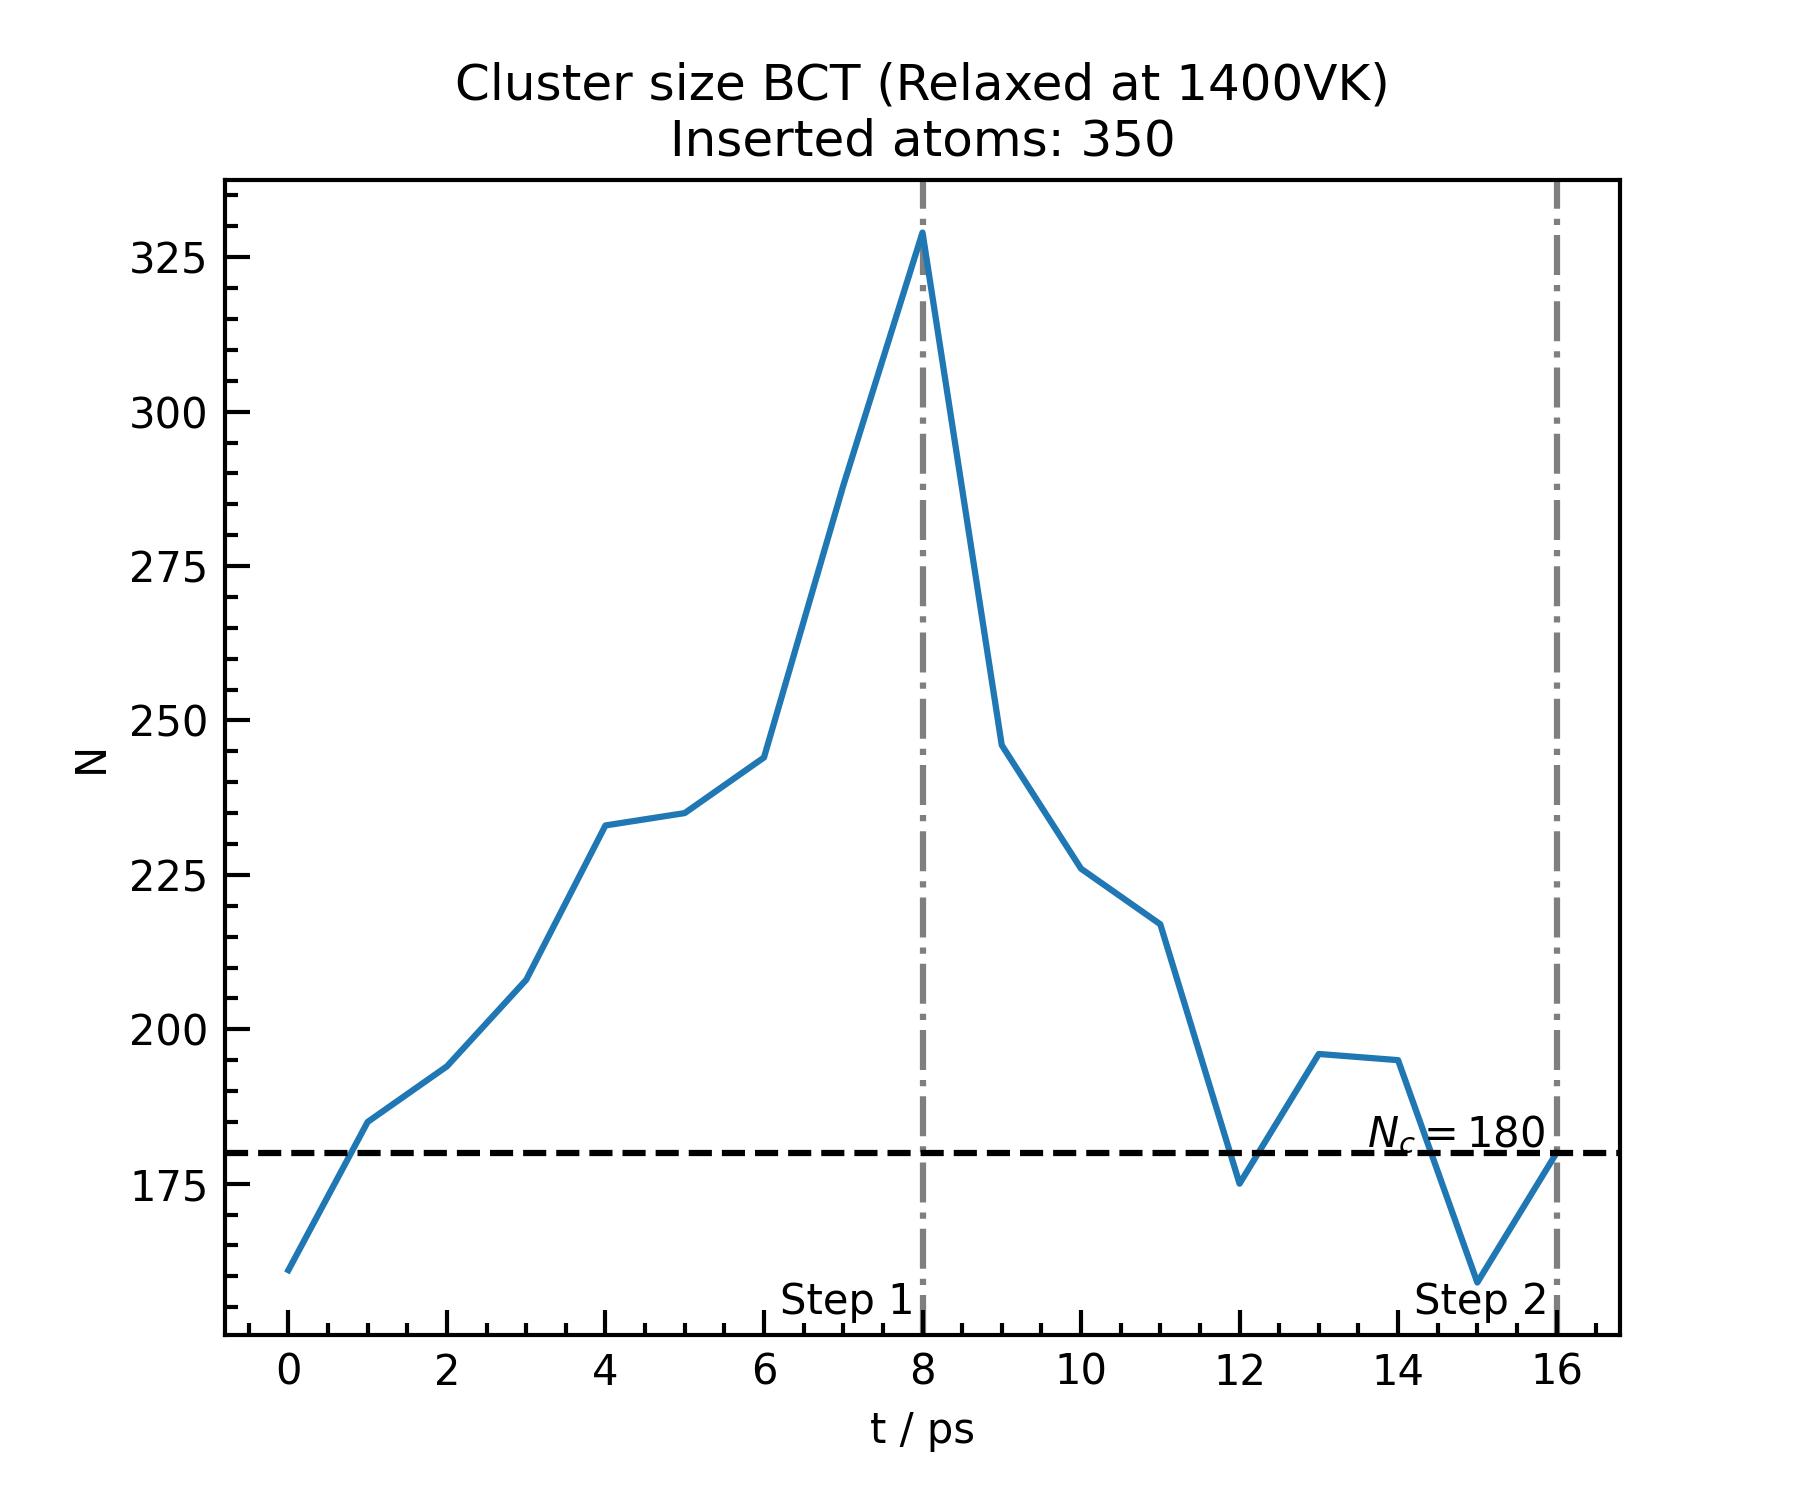 Cluster size BCT (Relaxed at 1400VK)
Inserted atoms: 350
N
325
300
275
250
225
200
175
N_c = 180
Step 1
Step 2
0 2 4 6 8 10 12 14 16
t / ps